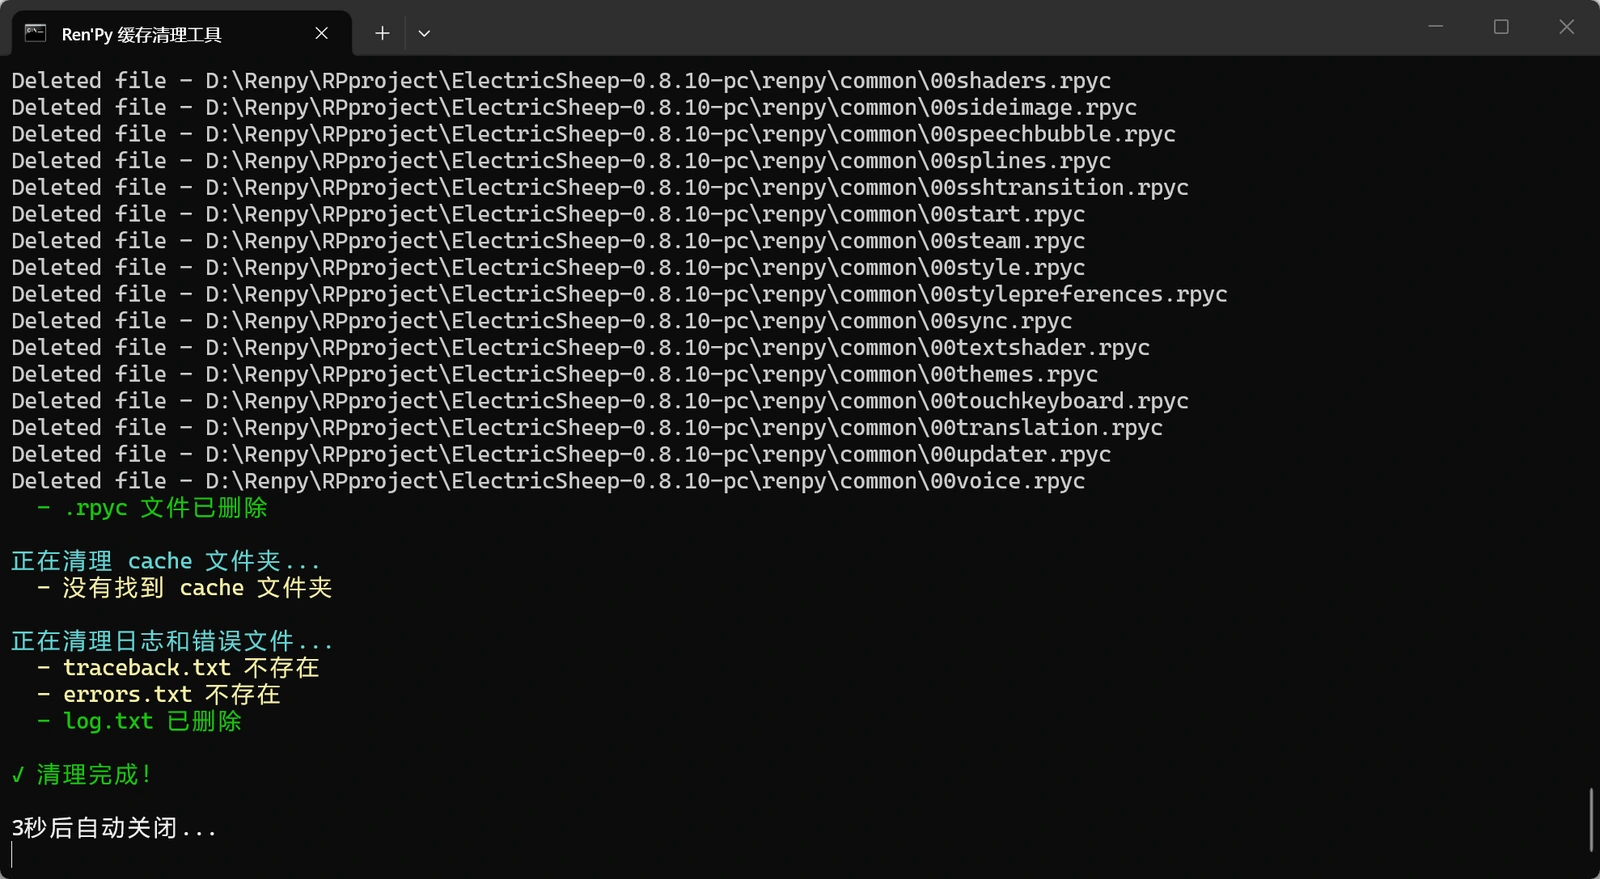 Ren'Py 缓存清理工具
Deleted file - D:\Renpy\RPproject\ElectricSheep-0.8.10-pc\renpy\common\00shaders.rpyc
Deleted file - D:\Renpy\RPproject\ElectricSheep-0.8.10-pc\renpy\common\00sideimage.rpyc
Deleted file - D:\Renpy\RPproject\ElectricSheep-0.8.10-pc\renpy\common\00speechbubble.rpyc
Deleted file - D:\Renpy\RPproject\ElectricSheep-0.8.10-pc\renpy\common\00splines.rpyc
Deleted file - D:\Renpy\RPproject\ElectricSheep-0.8.10-pc\renpy\common\00sshtransition.rpyc
Deleted file - D:\Renpy\RPproject\ElectricSheep-0.8.10-pc\renpy\common\00start.rpyc
Deleted file - D:\Renpy\RPproject\ElectricSheep-0.8.10-pc\renpy\common\00steam.rpyc
Deleted file - D:\Renpy\RPproject\ElectricSheep-0.8.10-pc\renpy\common\00style.rpyc
Deleted file - D:\Renpy\RPproject\ElectricSheep-0.8.10-pc\renpy\common\00stylepreferences.rpyc
Deleted file - D:\Renpy\RPproject\ElectricSheep-0.8.10-pc\renpy\common\00sync.rpyc
Deleted file - D:\Renpy\RPproject\ElectricSheep-0.8.10-pc\renpy\common\00textshader.rpyc
Deleted file - D:\Renpy\RPproject\ElectricSheep-0.8.10-pc\renpy\common\00themes.rpyc
Deleted file - D:\Renpy\RPproject\ElectricSheep-0.8.10-pc\renpy\common\00touchkeyboard.rpyc
Deleted file - D:\Renpy\RPproject\ElectricSheep-0.8.10-pc\renpy\common\00translation.rpyc
Deleted file - D:\Renpy\RPproject\ElectricSheep-0.8.10-pc\renpy\common\00updater.rpyc
Deleted file - D:\Renpy\RPproject\ElectricSheep-0.8.10-pc\renpy\common\00voice.rpyc
- .rpyc 文件已删除
正在清理 cache 文件夹...
- 没有找到 cache 文件夹
正在清理日志和错误文件...
- traceback.txt 不存在
- errors.txt 不存在
- log.txt 已删除
✓ 清理完成!
3秒后自动关闭...